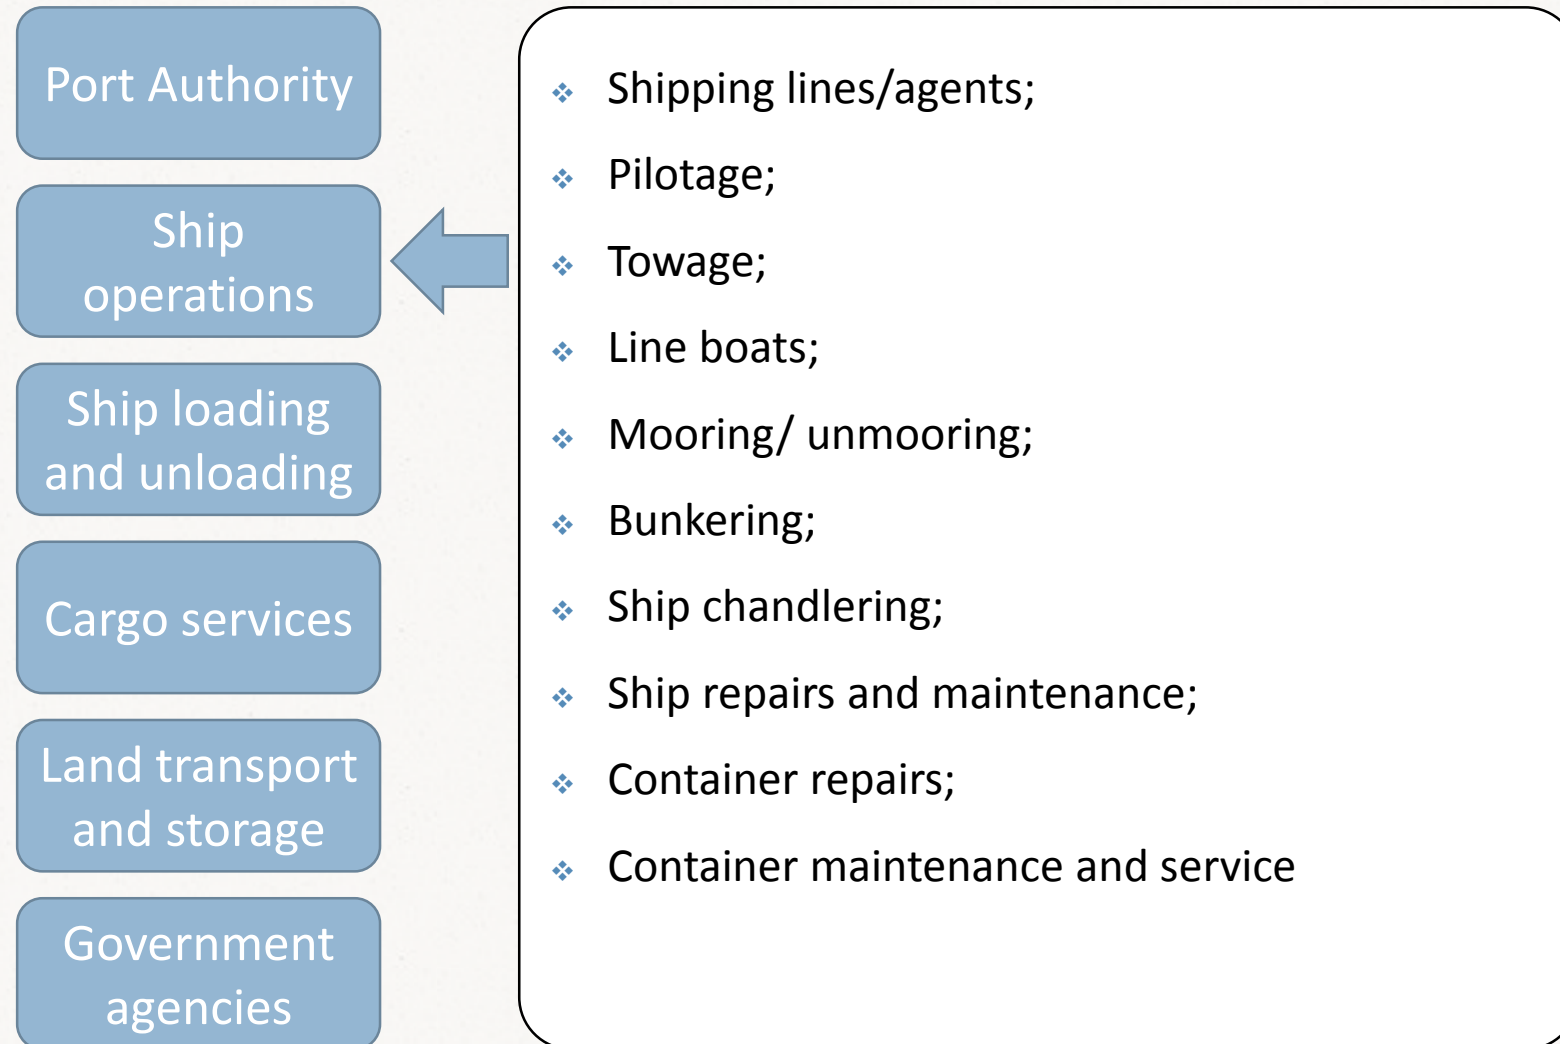 Port Authority
Ship
operations
Ship loading
and unloading
Cargo services
Land transport
and storage
Government
agencies
❖ Shipping lines/agents;
❖ Pilotage;
❖ Towage;
❖ Line boats;
❖ Mooring/ unmooring;
❖ Bunkering;
❖ Ship chandlering;
❖ Ship repairs and maintenance;
❖ Container repairs;
❖ Container maintenance and service